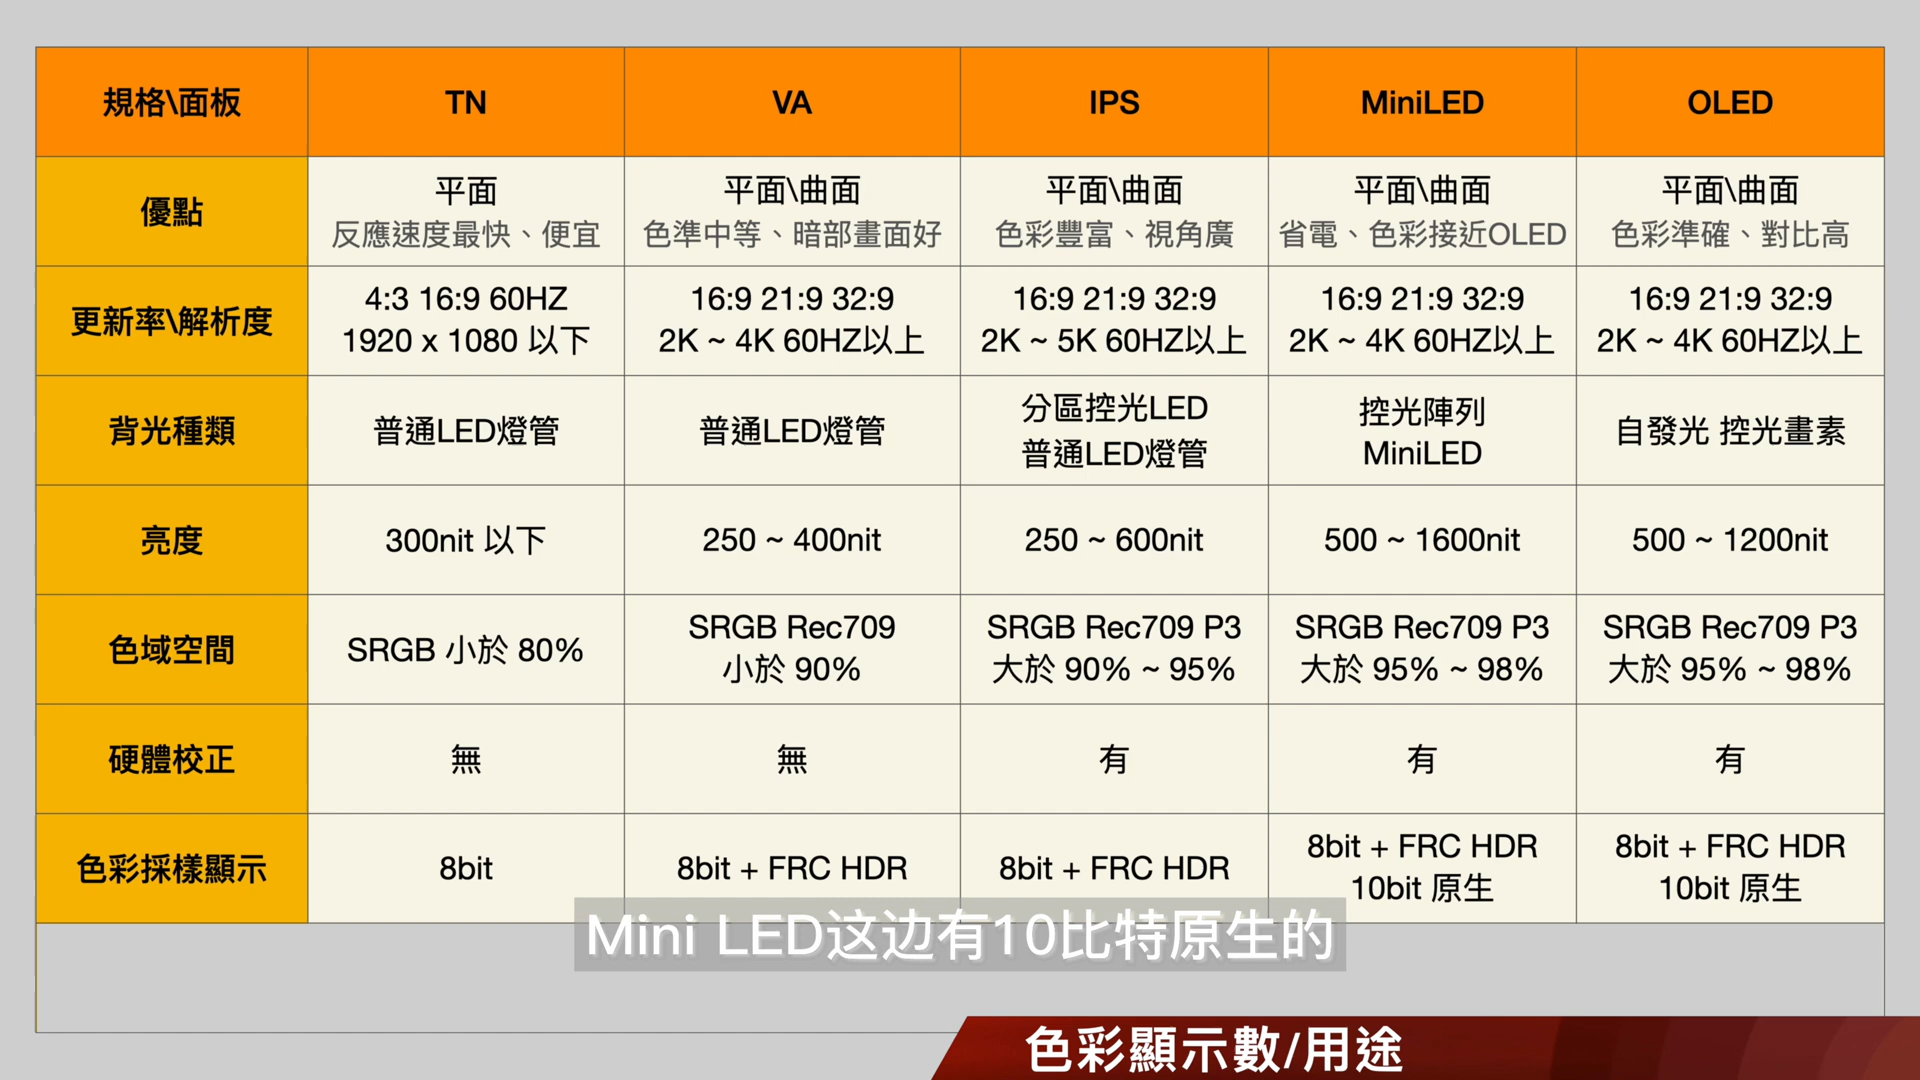 規格\面板 TN VA IPS MiniLED OLED
優點
平面
反應速度最快、便宜
平面\曲面
色準中等、暗部畫面好
平面\曲面
色彩豐富、視角廣
平面\曲面
省電、色彩接近OLED
平面\曲面
色彩準確、對比高
更新率\解析度
4:3 16:9 60HZ
1920 x 1080 以下
16:9 21:9 32:9
2K ~ 4K 60HZ以上
16:9 21:9 32:9
2K ~ 5K 60HZ以上
16:9 21:9 32:9
2K ~ 4K 60HZ以上
16:9 21:9 32:9
2K ~ 4K 60HZ以上
背光種類
普通LED燈管
普通LED燈管
分區控光LED
普通LED燈管
控光陣列
MiniLED
自發光 控光畫素
亮度
300nit 以下
250 ~ 400nit
250 ~ 600nit
500 ~ 1600nit
500 ~ 1200nit
色域空間
SRGB 小於 80%
SRGB Rec709
小於 90%
SRGB Rec709 P3
大於 90% ~ 95%
SRGB Rec709 P3
大於 95% ~ 98%
SRGB Rec709 P3
大於 95% ~ 98%
硬體校正
無
無
有
有
有
色彩採樣顯示
8bit
8bit + FRC HDR
8bit + FRC HDR
8bit + FRC HDR
10bit 原生
8bit + FRC HDR
10bit 原生
Mini LED这边有10比特原生的
色彩顯示數/用途